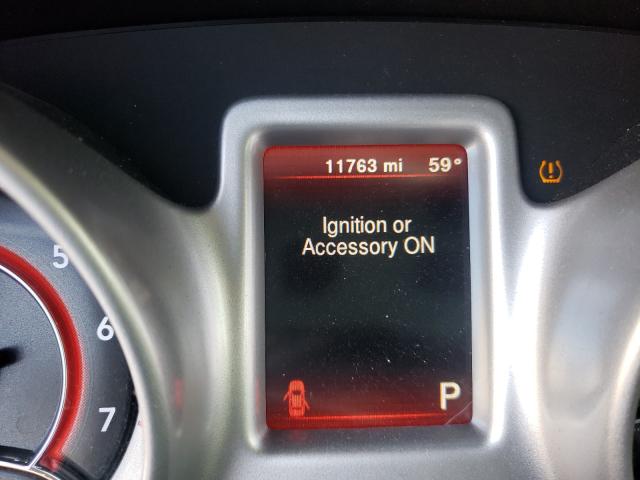 11763 mi 59°
Ignition or
Accessory ON
5
6
7
P